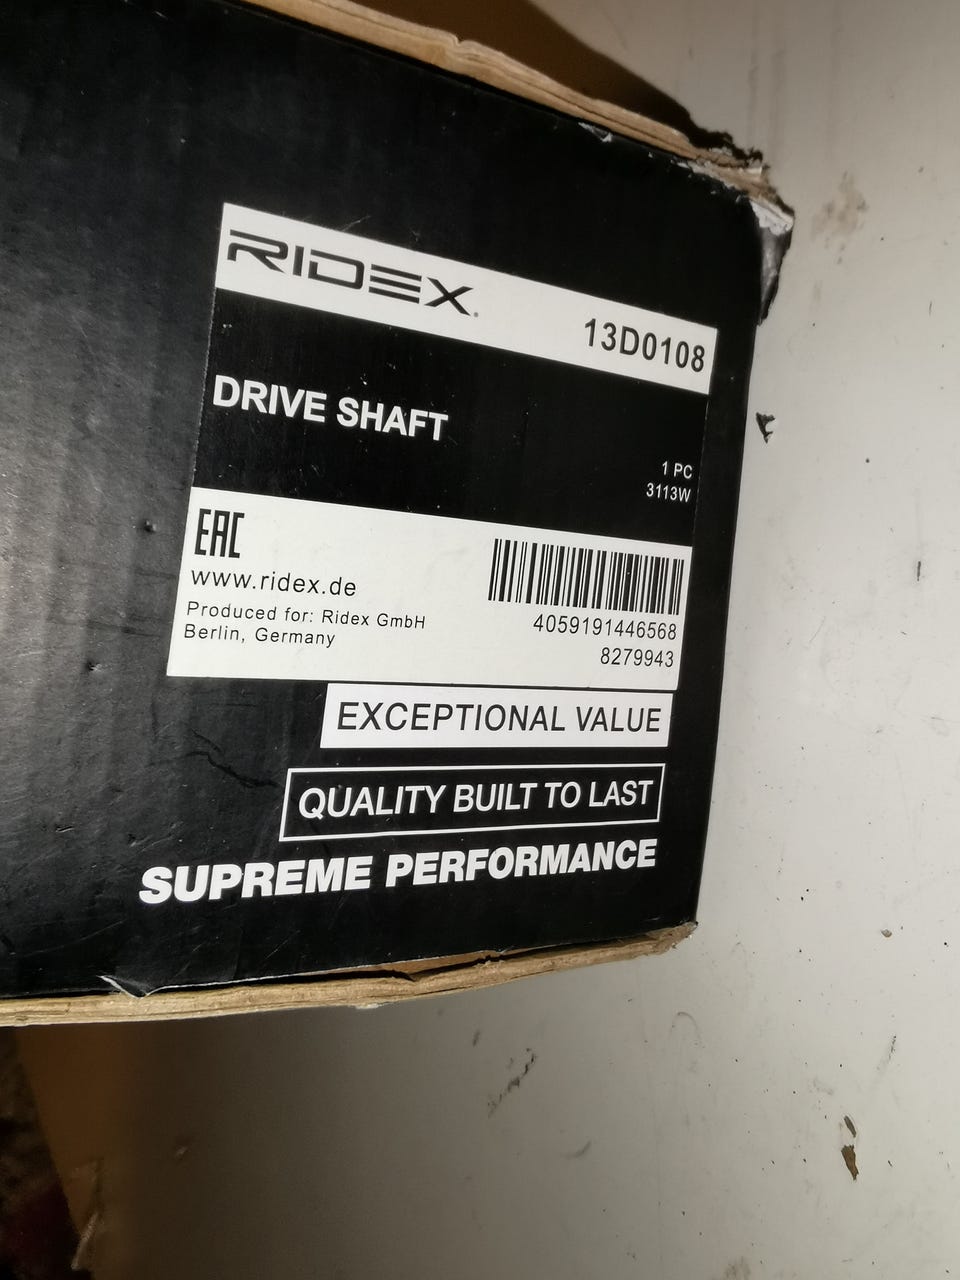 RIDEX
13D0108
DRIVE SHAFT
1 PC
3113W
EAC
www.ridex.de
Produced for: Ridex GmbH
Berlin, Germany
4059191446568
8279943
EXCEPTIONAL VALUE
QUALITY BUILT TO LAST
SUPREME PERFORMANCE